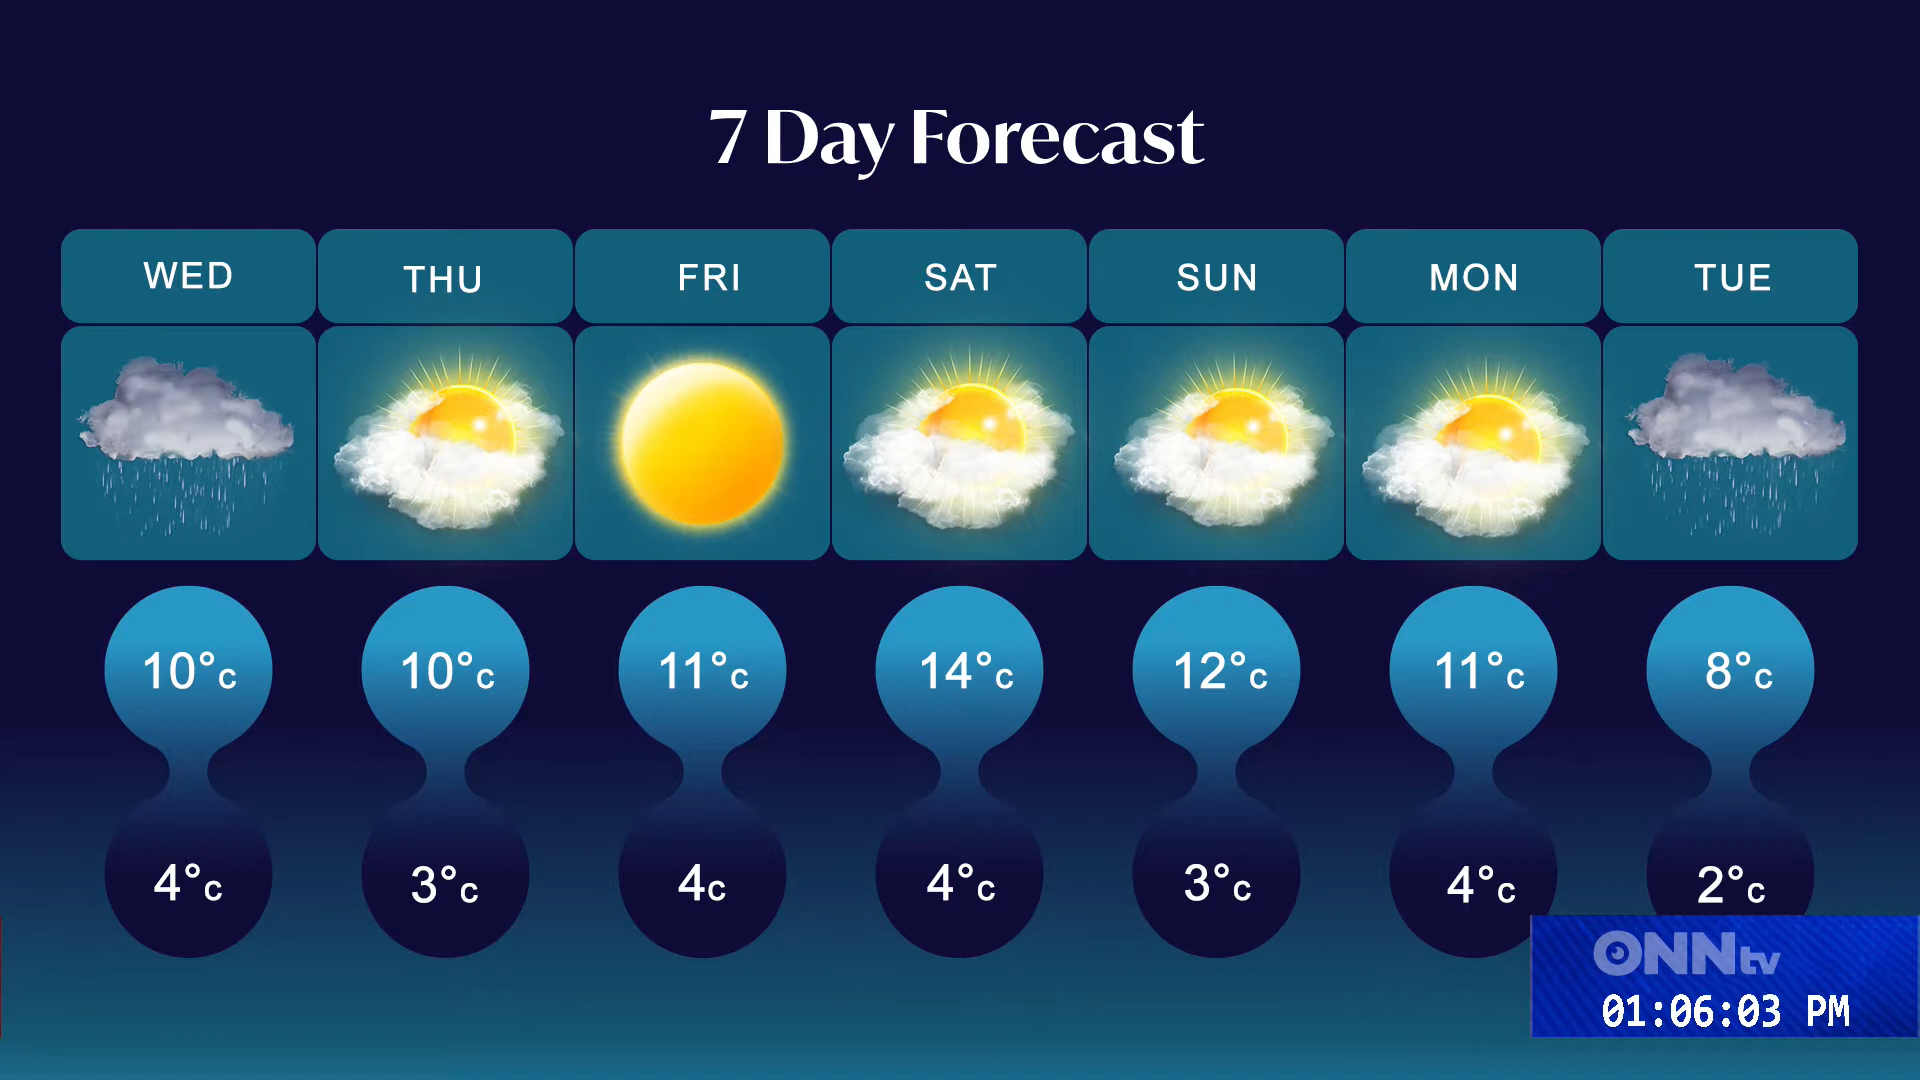 7 Day Forecast
WED THU FRI SAT SUN MON TUE
10°c 10°c 11°c 14°c 12°c 11°c 8°c
4°c 3°c 4c 4°c 3°c 4°c 2°c
ONNtv
01:06:03 PM